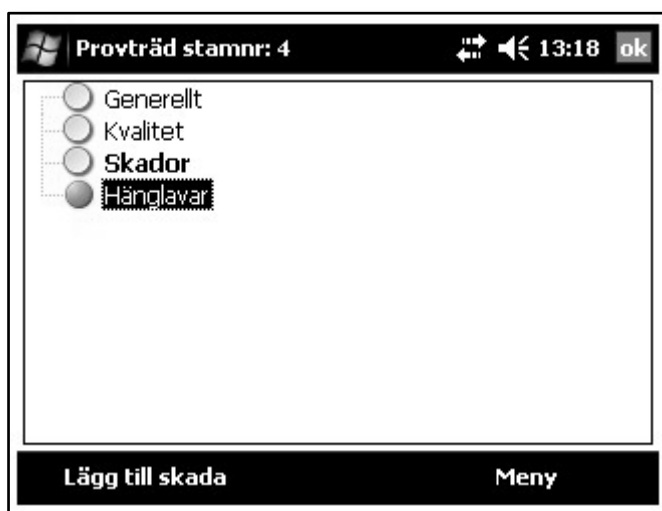 Provträd stamnr: 4 13:18 ok
Generellt
Kvalitet
Skador
Hänglavar
Lägg till skada Meny